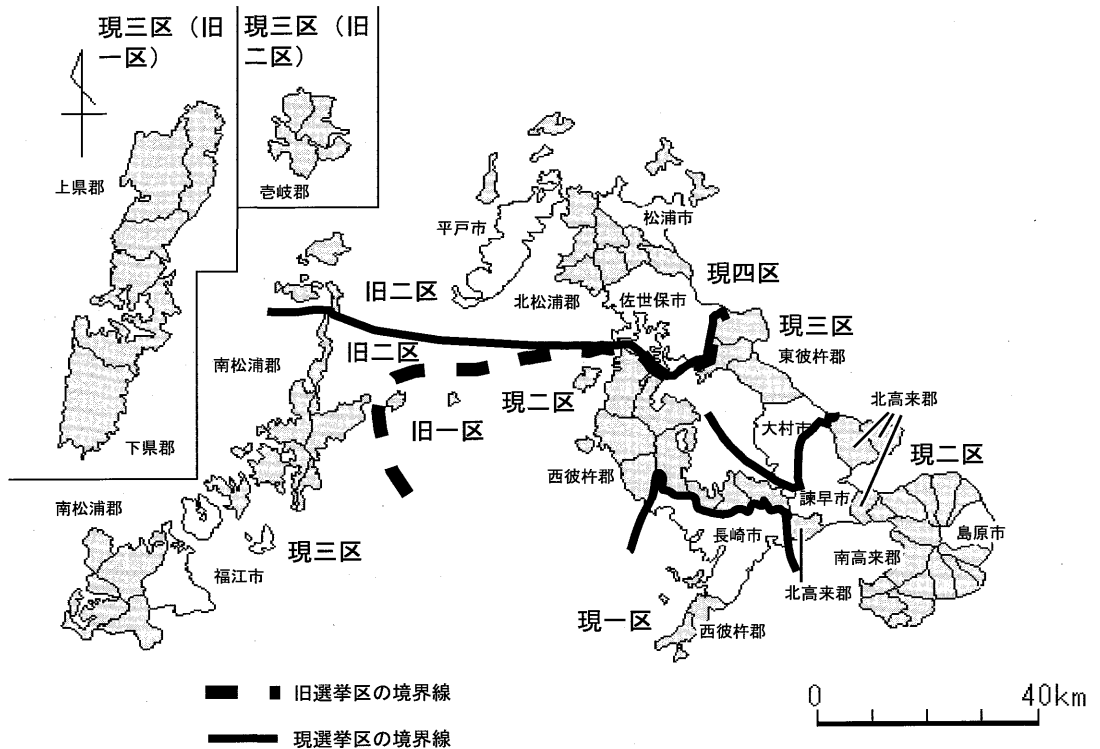 現三区（旧
一区）
現三区（旧
二区）
上県郡
壱岐郡
下県郡
平戸市
松浦市
現四区
旧二区
北松浦郡
佐世保市
現三区
東彼杵郡
旧二区
南松浦郡
現二区
旧一区
北高来郡
大村市
現二区
西彼杵郡
諫早市
南松浦郡
長崎市
島原市
南高来郡
現三区
福江市
北高来郡
現一区
西彼杵郡
旧選挙区の境界線
現選挙区の境界線
0 40km